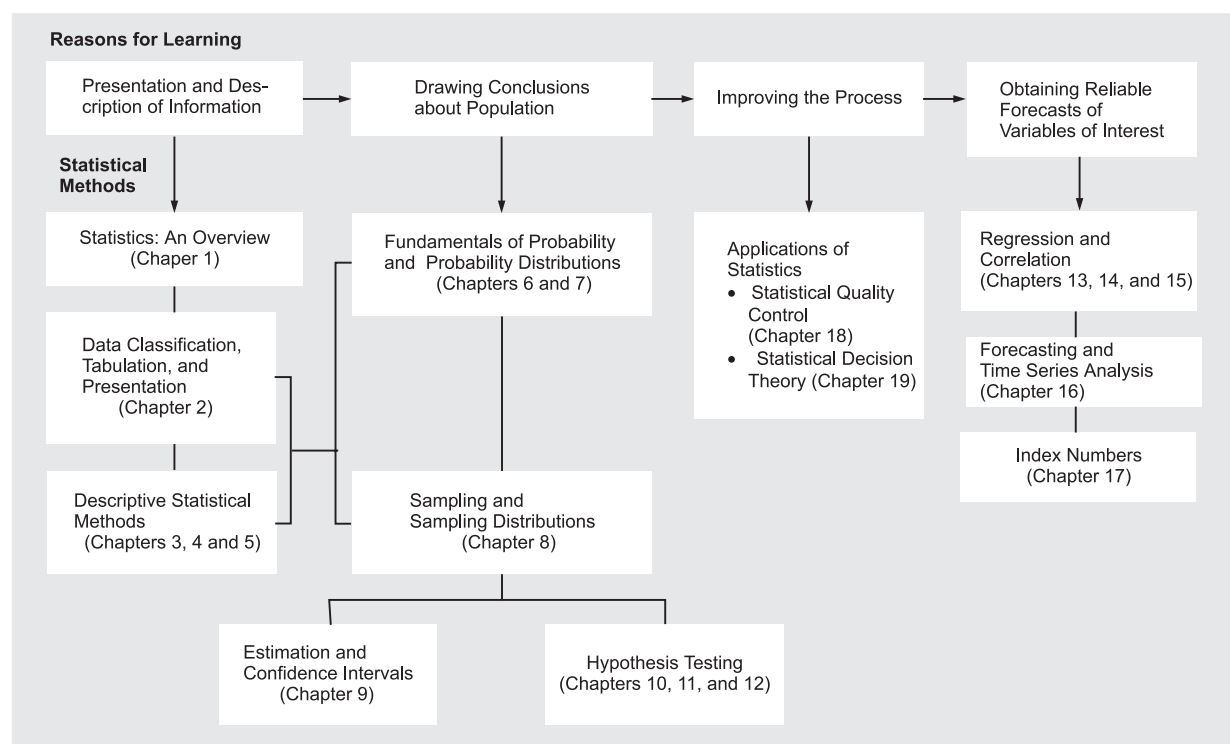 Reasons for Learning
Presentation and Des-
cription of Information
Drawing Conclusions
about Population
Improving the Process
Obtaining Reliable
Forecasts of
Variables of Interest
Statistical
Methods
Statistics: An Overview
(Chaper 1)
Data Classification,
Tabulation, and
Presentation
(Chapter 2)
Descriptive Statistical
Methods
(Chapters 3, 4 and 5)
Fundamentals of Probability
and Probability Distributions
(Chapters 6 and 7)
Sampling and
Sampling Distributions
(Chapter 8)
Estimation and
Confidence Intervals
(Chapter 9)
Hypothesis Testing
(Chapters 10, 11, and 12)
Applications of
Statistics
• Statistical Quality
Control
(Chapter 18)
• Statistical Decision
Theory (Chapter 19)
Regression and
Correlation
(Chapters 13, 14, and 15)
Forecasting and
Time Series Analysis
(Chapter 16)
Index Numbers
(Chapter 17)